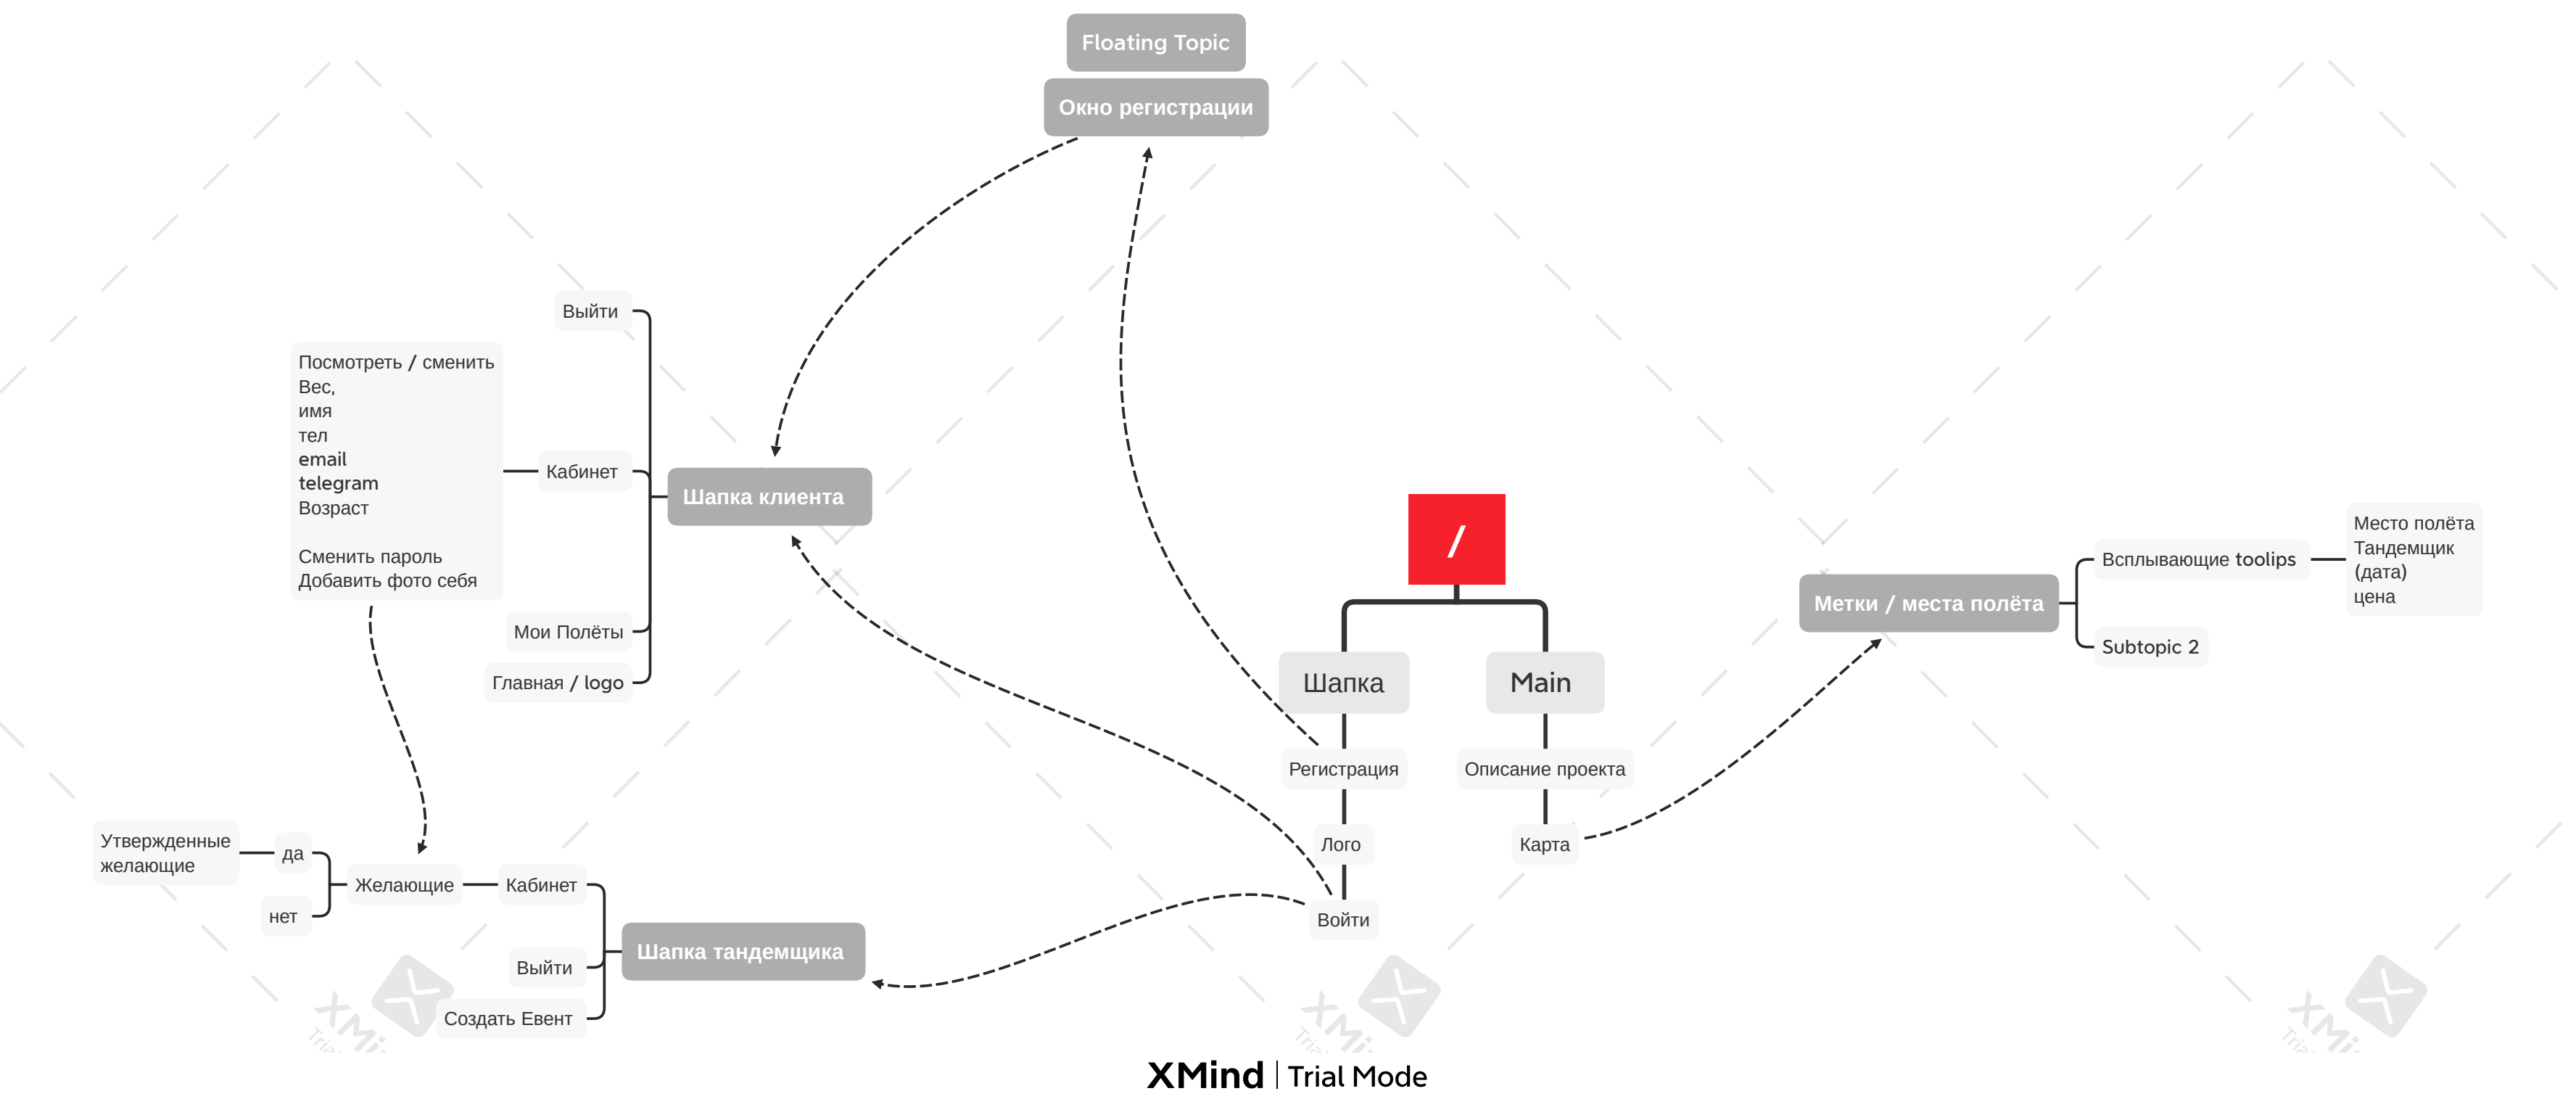 Floating Topic
Окно регистрации
Выйти
Посмотреть / сменить
Вес,
имя
тел
email
telegram
Возраст
Сменить пароль
Добавить фото себя
Кабинет
Шапка клиента
Мои Полёты
Главная / logo
/
Шапка
Main
Регистрация
Описание проекта
Лого
Карта
Войти
Метки / места полёта
Всплывающие toolips
Место полёта
Тандемщик
(дата)
цена
Subtopic 2
Утвержденные
желающие
да
нет
Желающие
Кабинет
Выйти
Создать Евент
Шапка тандемщика
XMind | Trial Mode